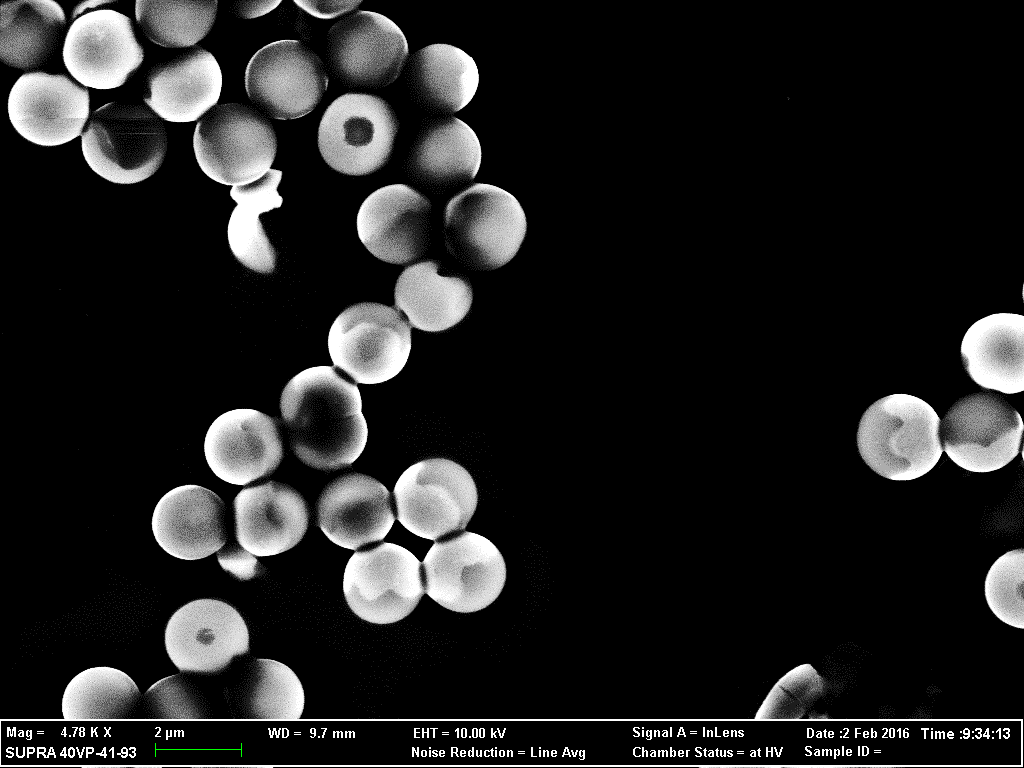 Mag = 4.78 K X 2 µm WD = 9.7 mm EHT = 10.00 kV Signal A = InLens Date :2 Feb 2016 Time :9:34:13
SUPRA 40VP-41-93 Noise Reduction = Line Avg Chamber Status = at HV Sample ID =